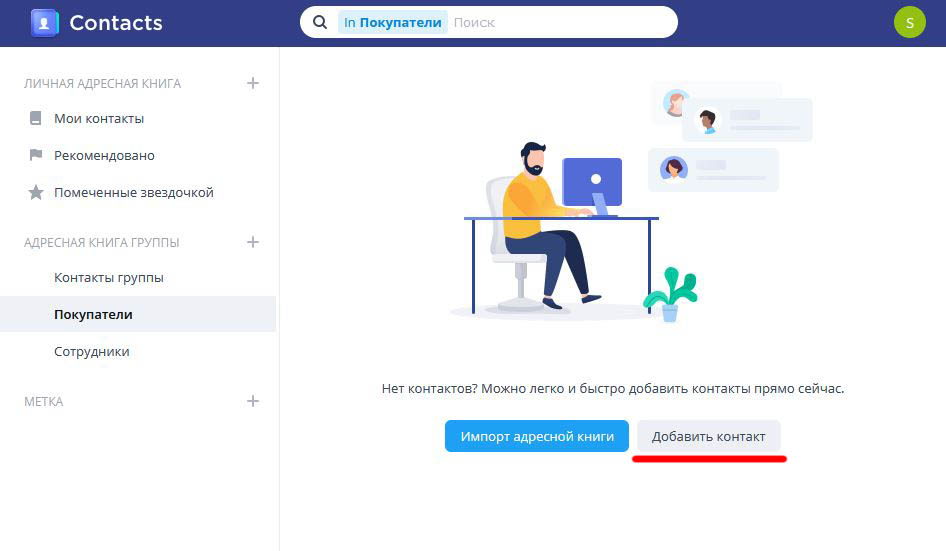 Contacts
In Покупатели Поиск
S
ЛИЧНАЯ АДРЕСНАЯ КНИГА
Мои контакты
Рекомендовано
Помеченные звездочкой
АДРЕСНАЯ КНИГА ГРУППЫ
Контакты группы
Покупатели
Сотрудники
МЕТКА
Нет контактов? Можно легко и быстро добавить контакты прямо сейчас.
Импорт адресной книги
Добавить контакт